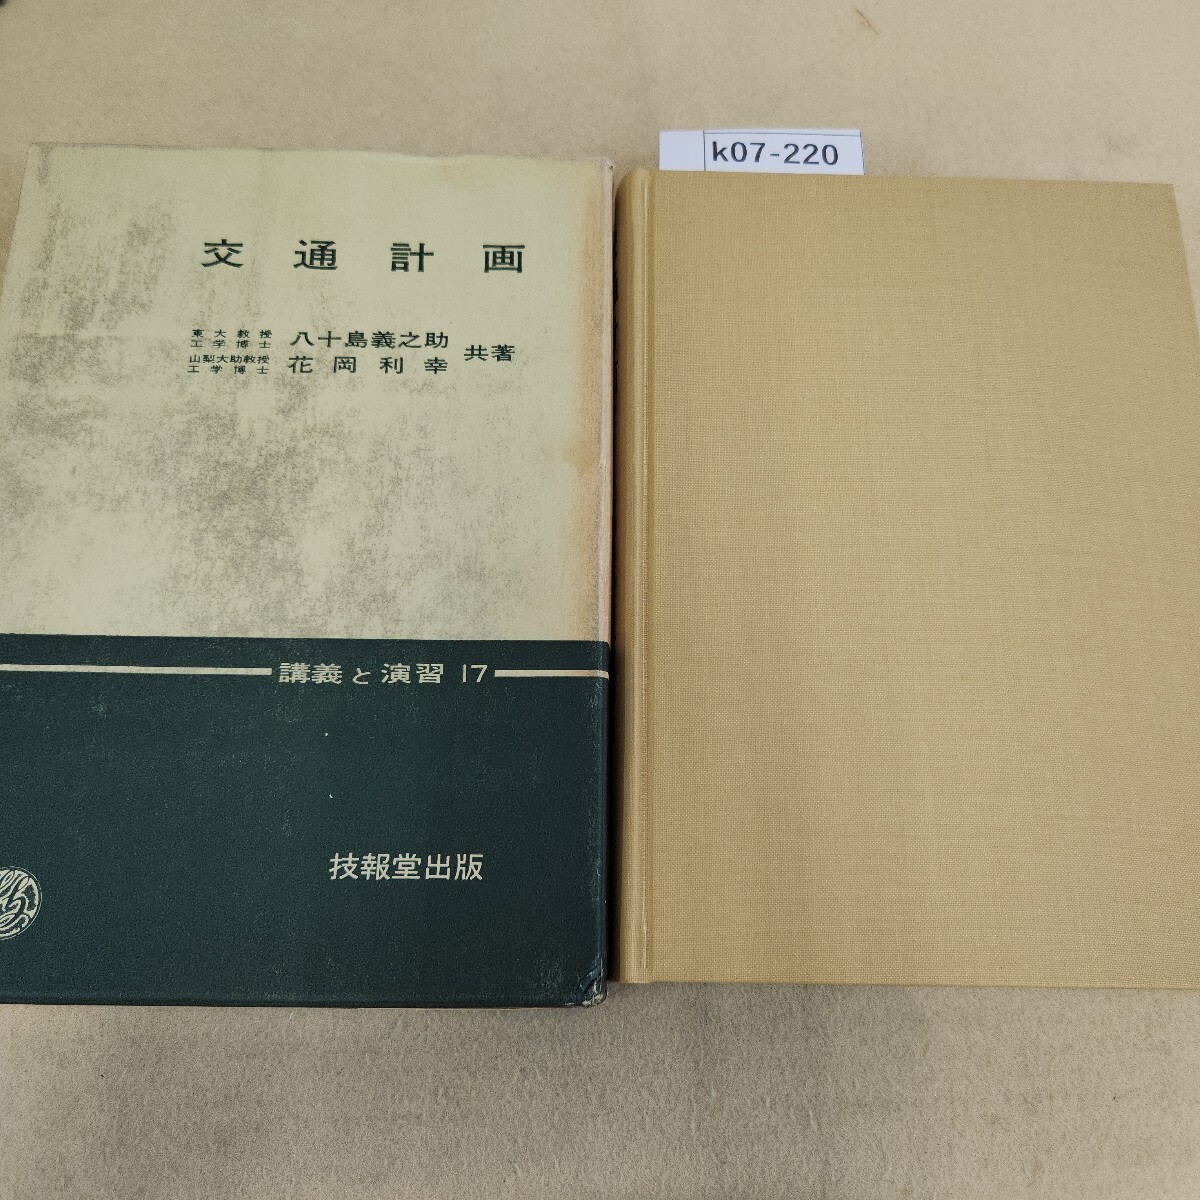 k07-220
交通計画
東大教授
工学博士 八十島義之助
山梨大助教授
工学博士 花岡利幸
共著
講義と演習 17
技報堂出版